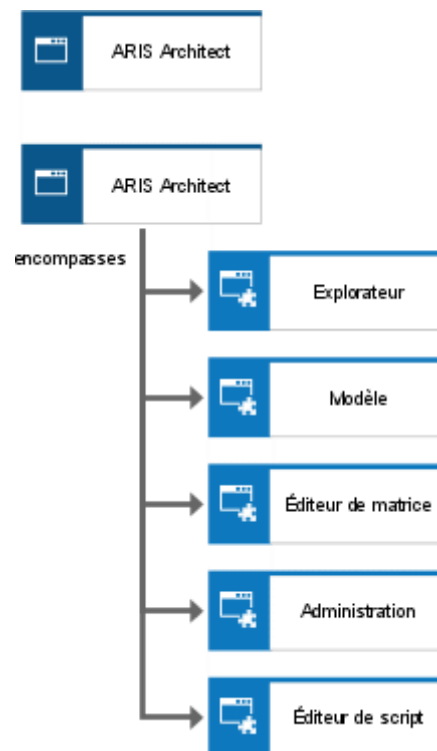 ARIS Architect
ARIS Architect
encompasses
Explorateur
Modèle
Éditeur de matrice
Administration
Éditeur de script